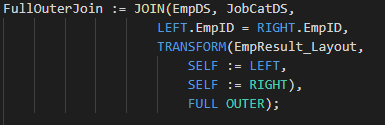 FullOuterJoin := JOIN(EmpDS, JobCatDS,
LEFT.EmpID = RIGHT.EmpID,
TRANSFORM(EmpResult_Layout,
SELF := LEFT,
SELF := RIGHT),
FULL OUTER);